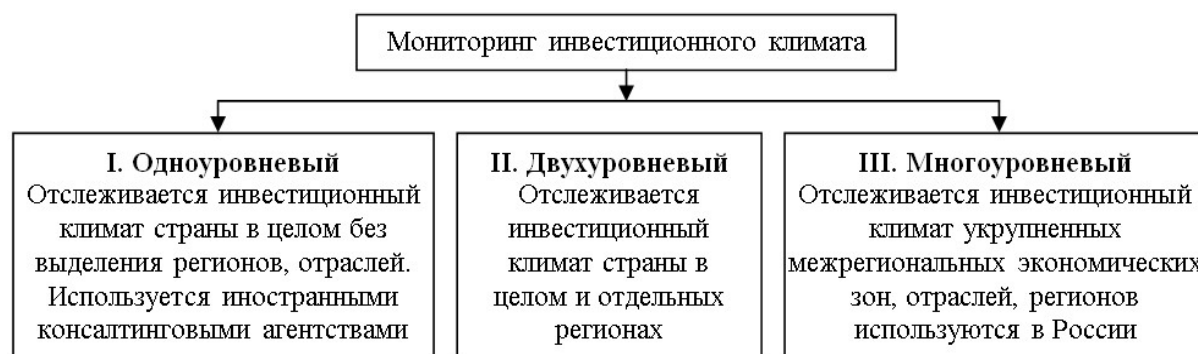 Мониторинг инвестиционного климата
I. Одноуровневый
Отслеживается инвестиционный
климат страны в целом без
выделения регионов, отраслей.
Используется иностранными
консалтинговыми агентствами
II. Двухуровневый
Отслеживается
инвестиционный
климат страны в
целом и отдельных
регионах
III. Многоуровневый
Отслеживается инвестиционный
климат укрупненных
межрегиональных экономических
зон, отраслей, регионов
используются в России